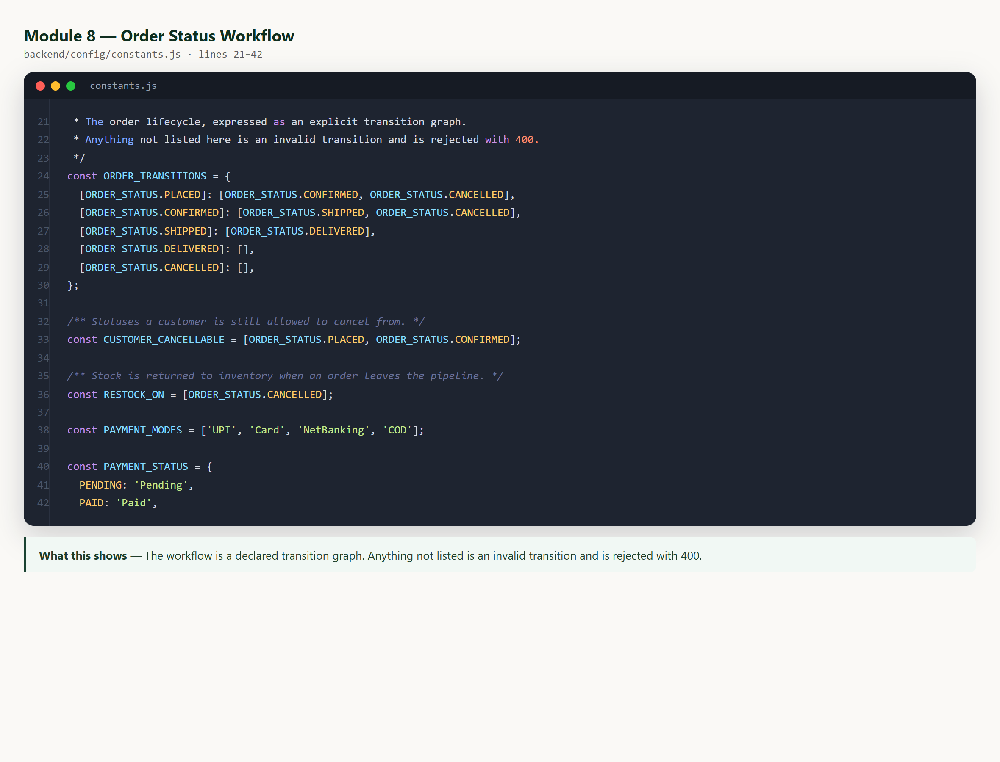 Module 8 — Order Status Workflow
backend/config/constants.js · lines 21–42
constants.js
21 * The order lifecycle, expressed as an explicit transition graph.
22 * Anything not listed here is an invalid transition and is rejected with 400.
23 */
24 const ORDER_TRANSITIONS = {
25 [ORDER_STATUS.PLACED]: [ORDER_STATUS.CONFIRMED, ORDER_STATUS.CANCELLED],
26 [ORDER_STATUS.CONFIRMED]: [ORDER_STATUS.SHIPPED, ORDER_STATUS.CANCELLED],
27 [ORDER_STATUS.SHIPPED]: [ORDER_STATUS.DELIVERED],
28 [ORDER_STATUS.DELIVERED]: [],
29 [ORDER_STATUS.CANCELLED]: [],
30 };
31
32 /** Statuses a customer is still allowed to cancel from. */
33 const CUSTOMER_CANCELLABLE = [ORDER_STATUS.PLACED, ORDER_STATUS.CONFIRMED];
34
35 /** Stock is returned to inventory when an order leaves the pipeline. */
36 const RESTOCK_ON = [ORDER_STATUS.CANCELLED];
37
38 const PAYMENT_MODES = ['UPI', 'Card', 'NetBanking', 'COD'];
39
40 const PAYMENT_STATUS = {
41 PENDING: 'Pending',
42 PAID: 'Paid',
What this shows — The workflow is a declared transition graph. Anything not listed is an invalid transition and is rejected with 400.